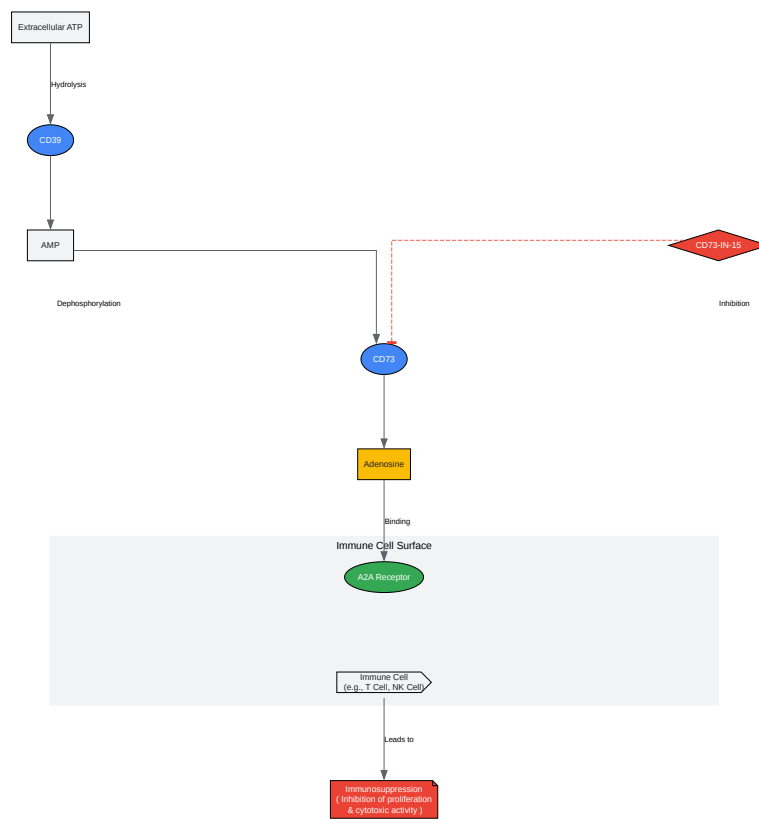 Extracellular ATP
Hydrolysis
CD39
AMP
CD73-IN-15
Dephosphorylation
Inhibition
CD73
Adenosine
Binding
Immune Cell Surface
A2A Receptor
Immune Cell
(e.g., T Cell, NK Cell)
Leads to
Immunosuppression
( Inhibition of proliferation
& cytotoxic activity )